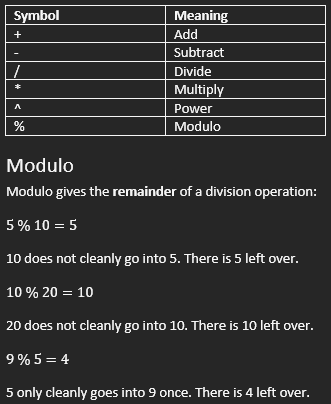 Symbol Meaning
+ Add
- Subtract
/ Divide
* Multiply
^ Power
% Modulo
Modulo
Modulo gives the remainder of a division operation:
5 % 10 = 5
10 does not cleanly go into 5. There is 5 left over.
10 % 20 = 10
20 does not cleanly go into 10. There is 10 left over.
9 % 5 = 4
5 only cleanly goes into 9 once. There is 4 left over.